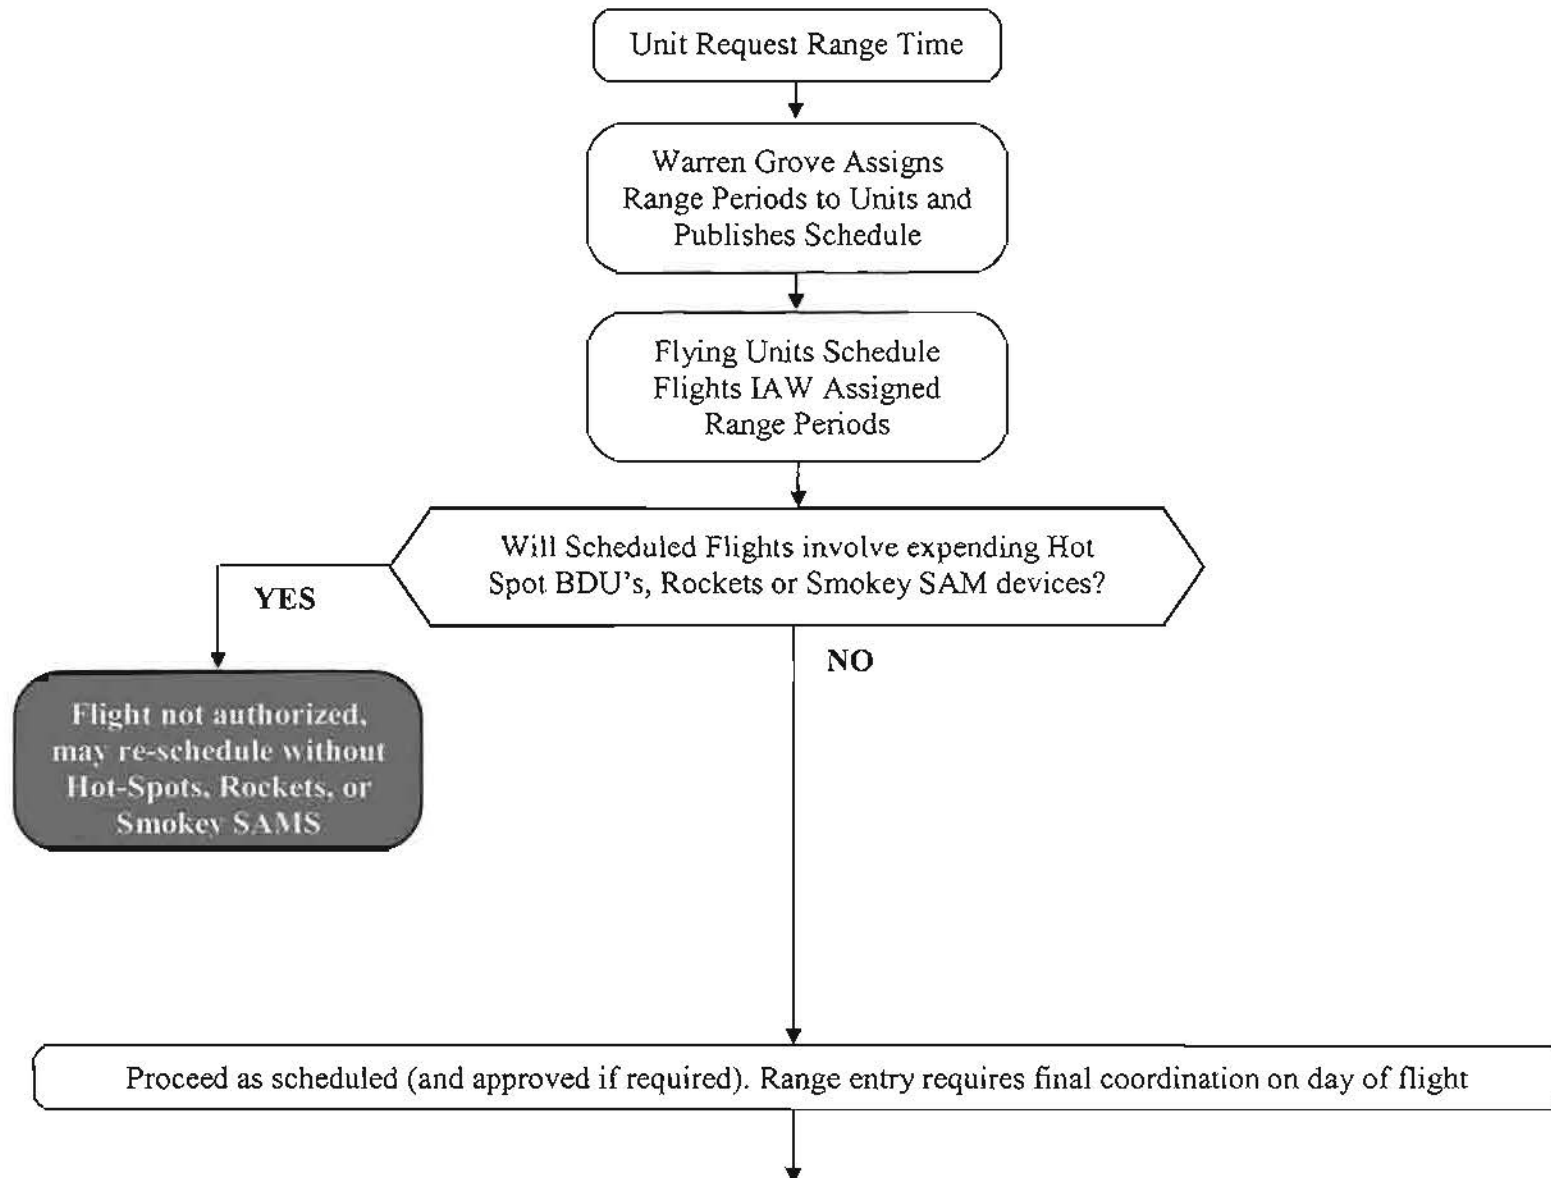 Unit Request Range Time
Warren Grove Assigns
Range Periods to Units and
Publishes Schedule
Flying Units Schedule
Flights IAW Assigned
Range Periods
Will Scheduled Flights involve expending Hot
Spot BDU's, Rockets or Smokey SAM devices?
YES
NO
Flight not authorized,
may re-schedule without
Hot-Spots, Rockets, or
Smokey SAMS
Proceed as scheduled (and approved if required). Range entry requires final coordination on day of flight